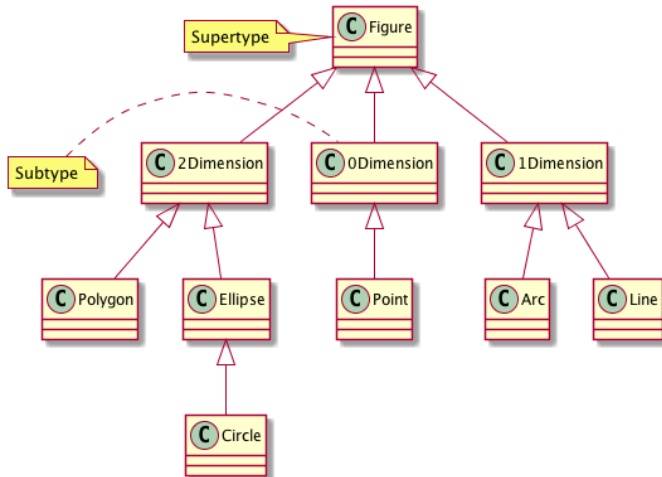 Supertype
C Figure
Subtype
C 2Dimension
C 0Dimension
C 1Dimension
C Polygon
C Ellipse
C Point
C Arc
C Line
C Circle